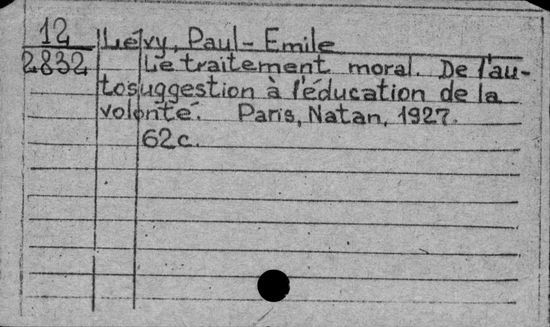 12
2832
Lévy, Paul-Emile
Le traitement moral. De l'au-
tosuggestion à l'éducation de la
volonté. Paris, Natan, 1927.
62c.